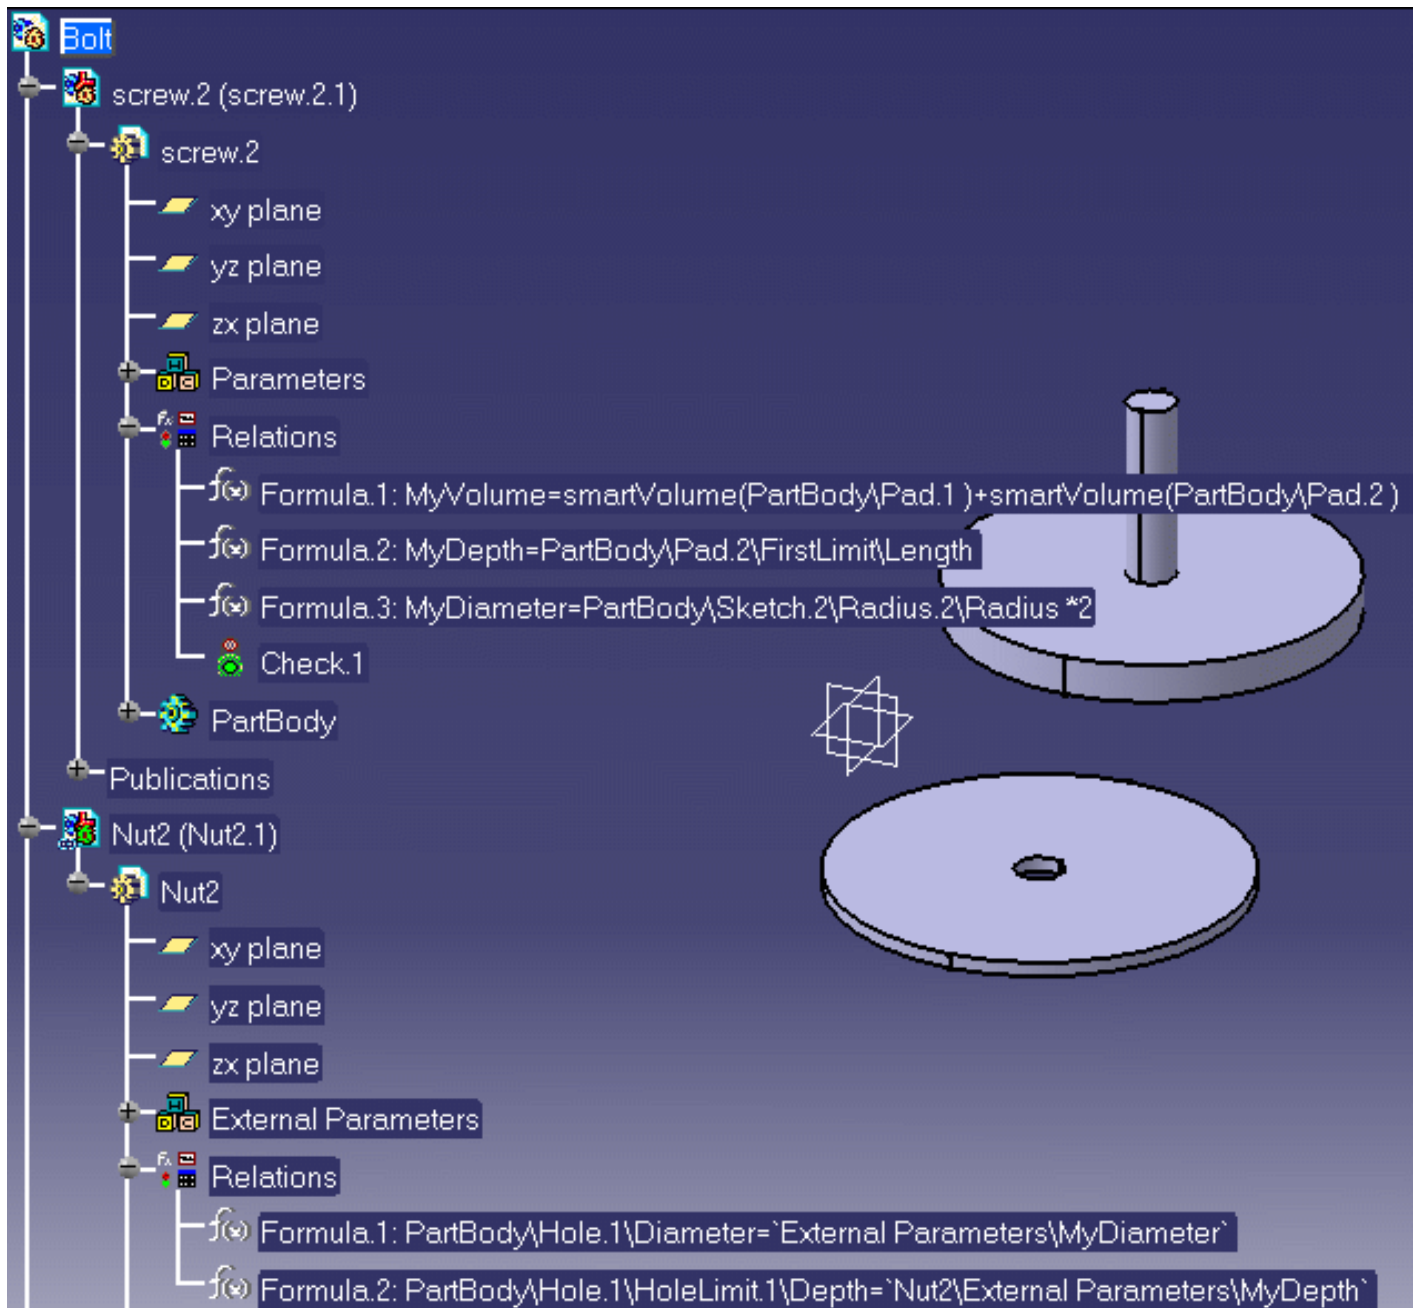 Bolt
screw.2 (screw.2.1)
screw.2
xy plane
yz plane
zx plane
Parameters
Relations
Formula.1: MyVolume=smartVolume(PartBody\Pad.1 )+smartVolume(PartBody\Pad.2 )
Formula.2: MyDepth=PartBody\Pad.2\FirstLimit\Length
Formula.3: MyDiameter=PartBody\Sketch.2\Radius.2\Radius *2
Check.1
PartBody
Publications
Nut2 (Nut2.1)
Nut2
xy plane
yz plane
zx plane
External Parameters
Relations
Formula.1: PartBody\Hole.1\Diameter=`External Parameters\MyDiameter`
Formula.2: PartBody\Hole.1\HoleLimit.1\Depth=`Nut2\External Parameters\MyDepth`